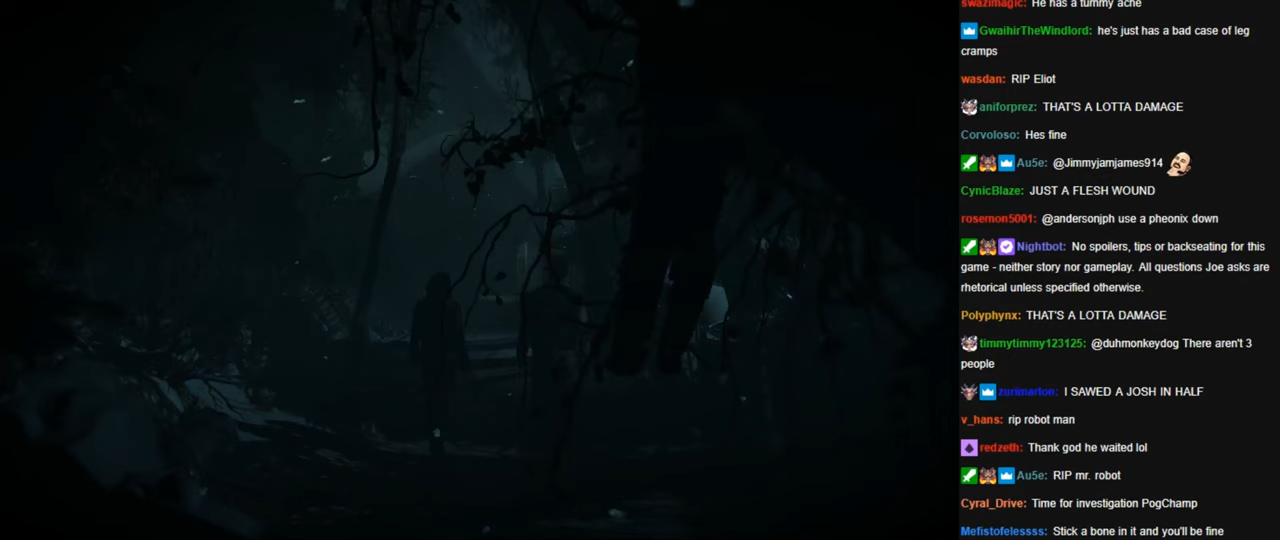 swazimagic: He has a tummy ache
GwaihirTheWindlord: he's just has a bad case of leg
cramps
wasdan: RIP Eliot
aniforprez: THAT'S A LOTTA DAMAGE
Corvoloso: Hes fine
Au5e: @Jimmyjamjames914
CynicBlaze: JUST A FLESH WOUND
rosemon5001: @andersonjph use a pheonix down
Nightbot: No spoilers, tips or backseating for this
game - neither story nor gameplay. All questions Joe asks are
rhetorical unless specified otherwise.
Polyphynx: THAT'S A LOTTA DAMAGE
timmytimmy123125: @duhmonkeydog There aren't 3
people
zurimarlon: I SAWED A JOSH IN HALF
v_hans: rip robot man
redzeth: Thank god he waited lol
Au5e: RIP mr. robot
Cyral_Drive: Time for investigation PogChamp
Mefistofelessss: Stick a bone in it and you'll be fine